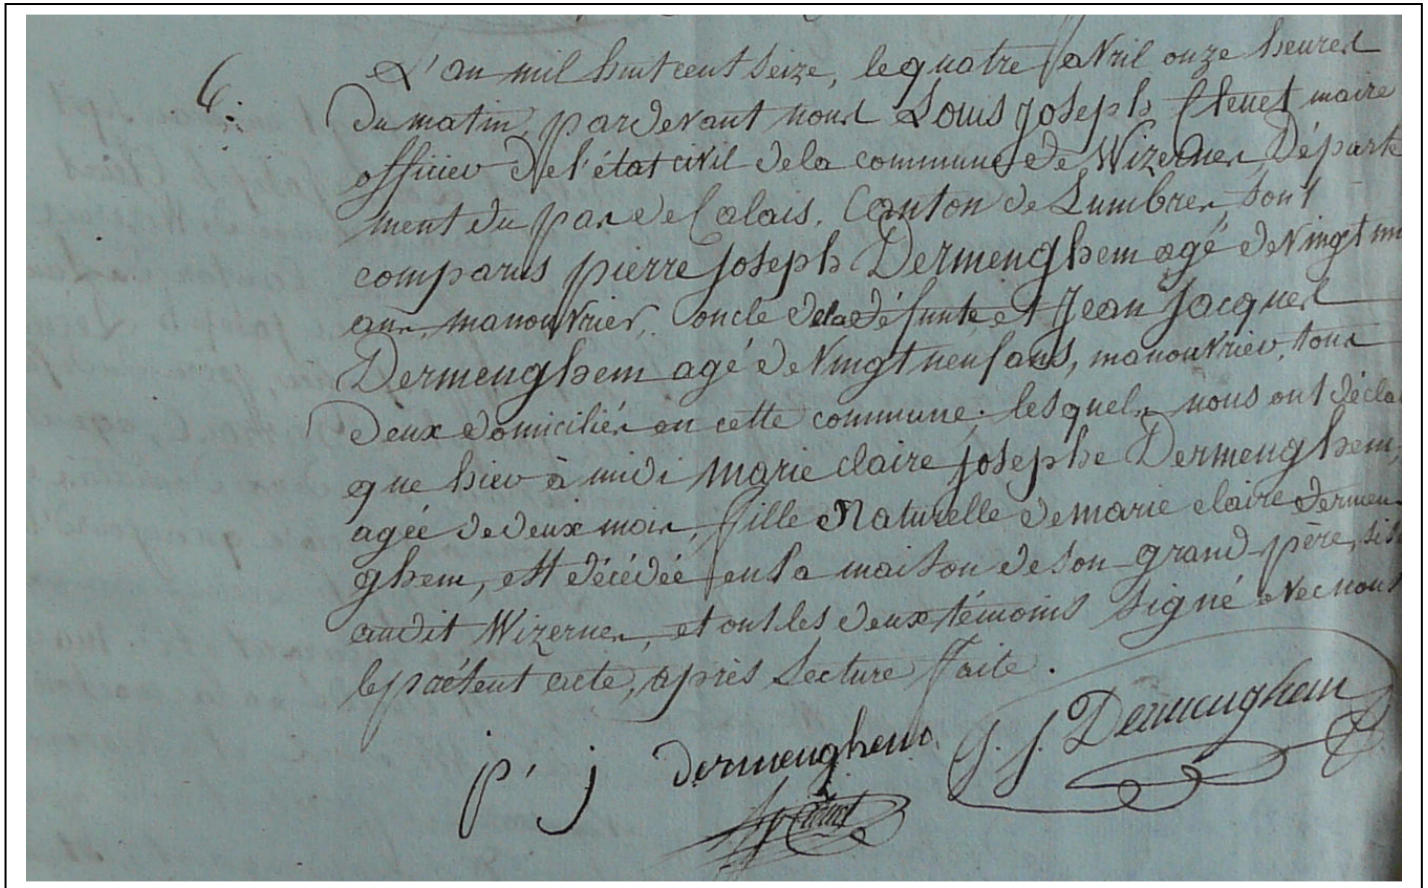 6.
L'an mil huit cent seize, le quatre avril onze heures
du matin, pardevant nous Louis Joseph Clenet maire
officier de l'état civil de la commune de Wizernes, Départe
ment du pas de Calais, Canton de Lumbres, sont
comparus pierre Joseph Dermenghem agé de vingt un
ans, manouvrier, oncle de la défunte et Jean Jacques
Dermenghem agé de vingt neuf ans, manouvrier, tous
deux domiciliés en cette commune, lesquels nous ont décla
que hier à midi marie claire josephe Dermenghem,
agée de deux mois, fille Naturelle de marie claire dermen
ghem, est décédée en la maison de son grand père, sise
audit Wizernes, et ont les deux témoins signé avec nous
le présent acte, après lecture faite.
p. j dermenghem J. J. Dermenghem